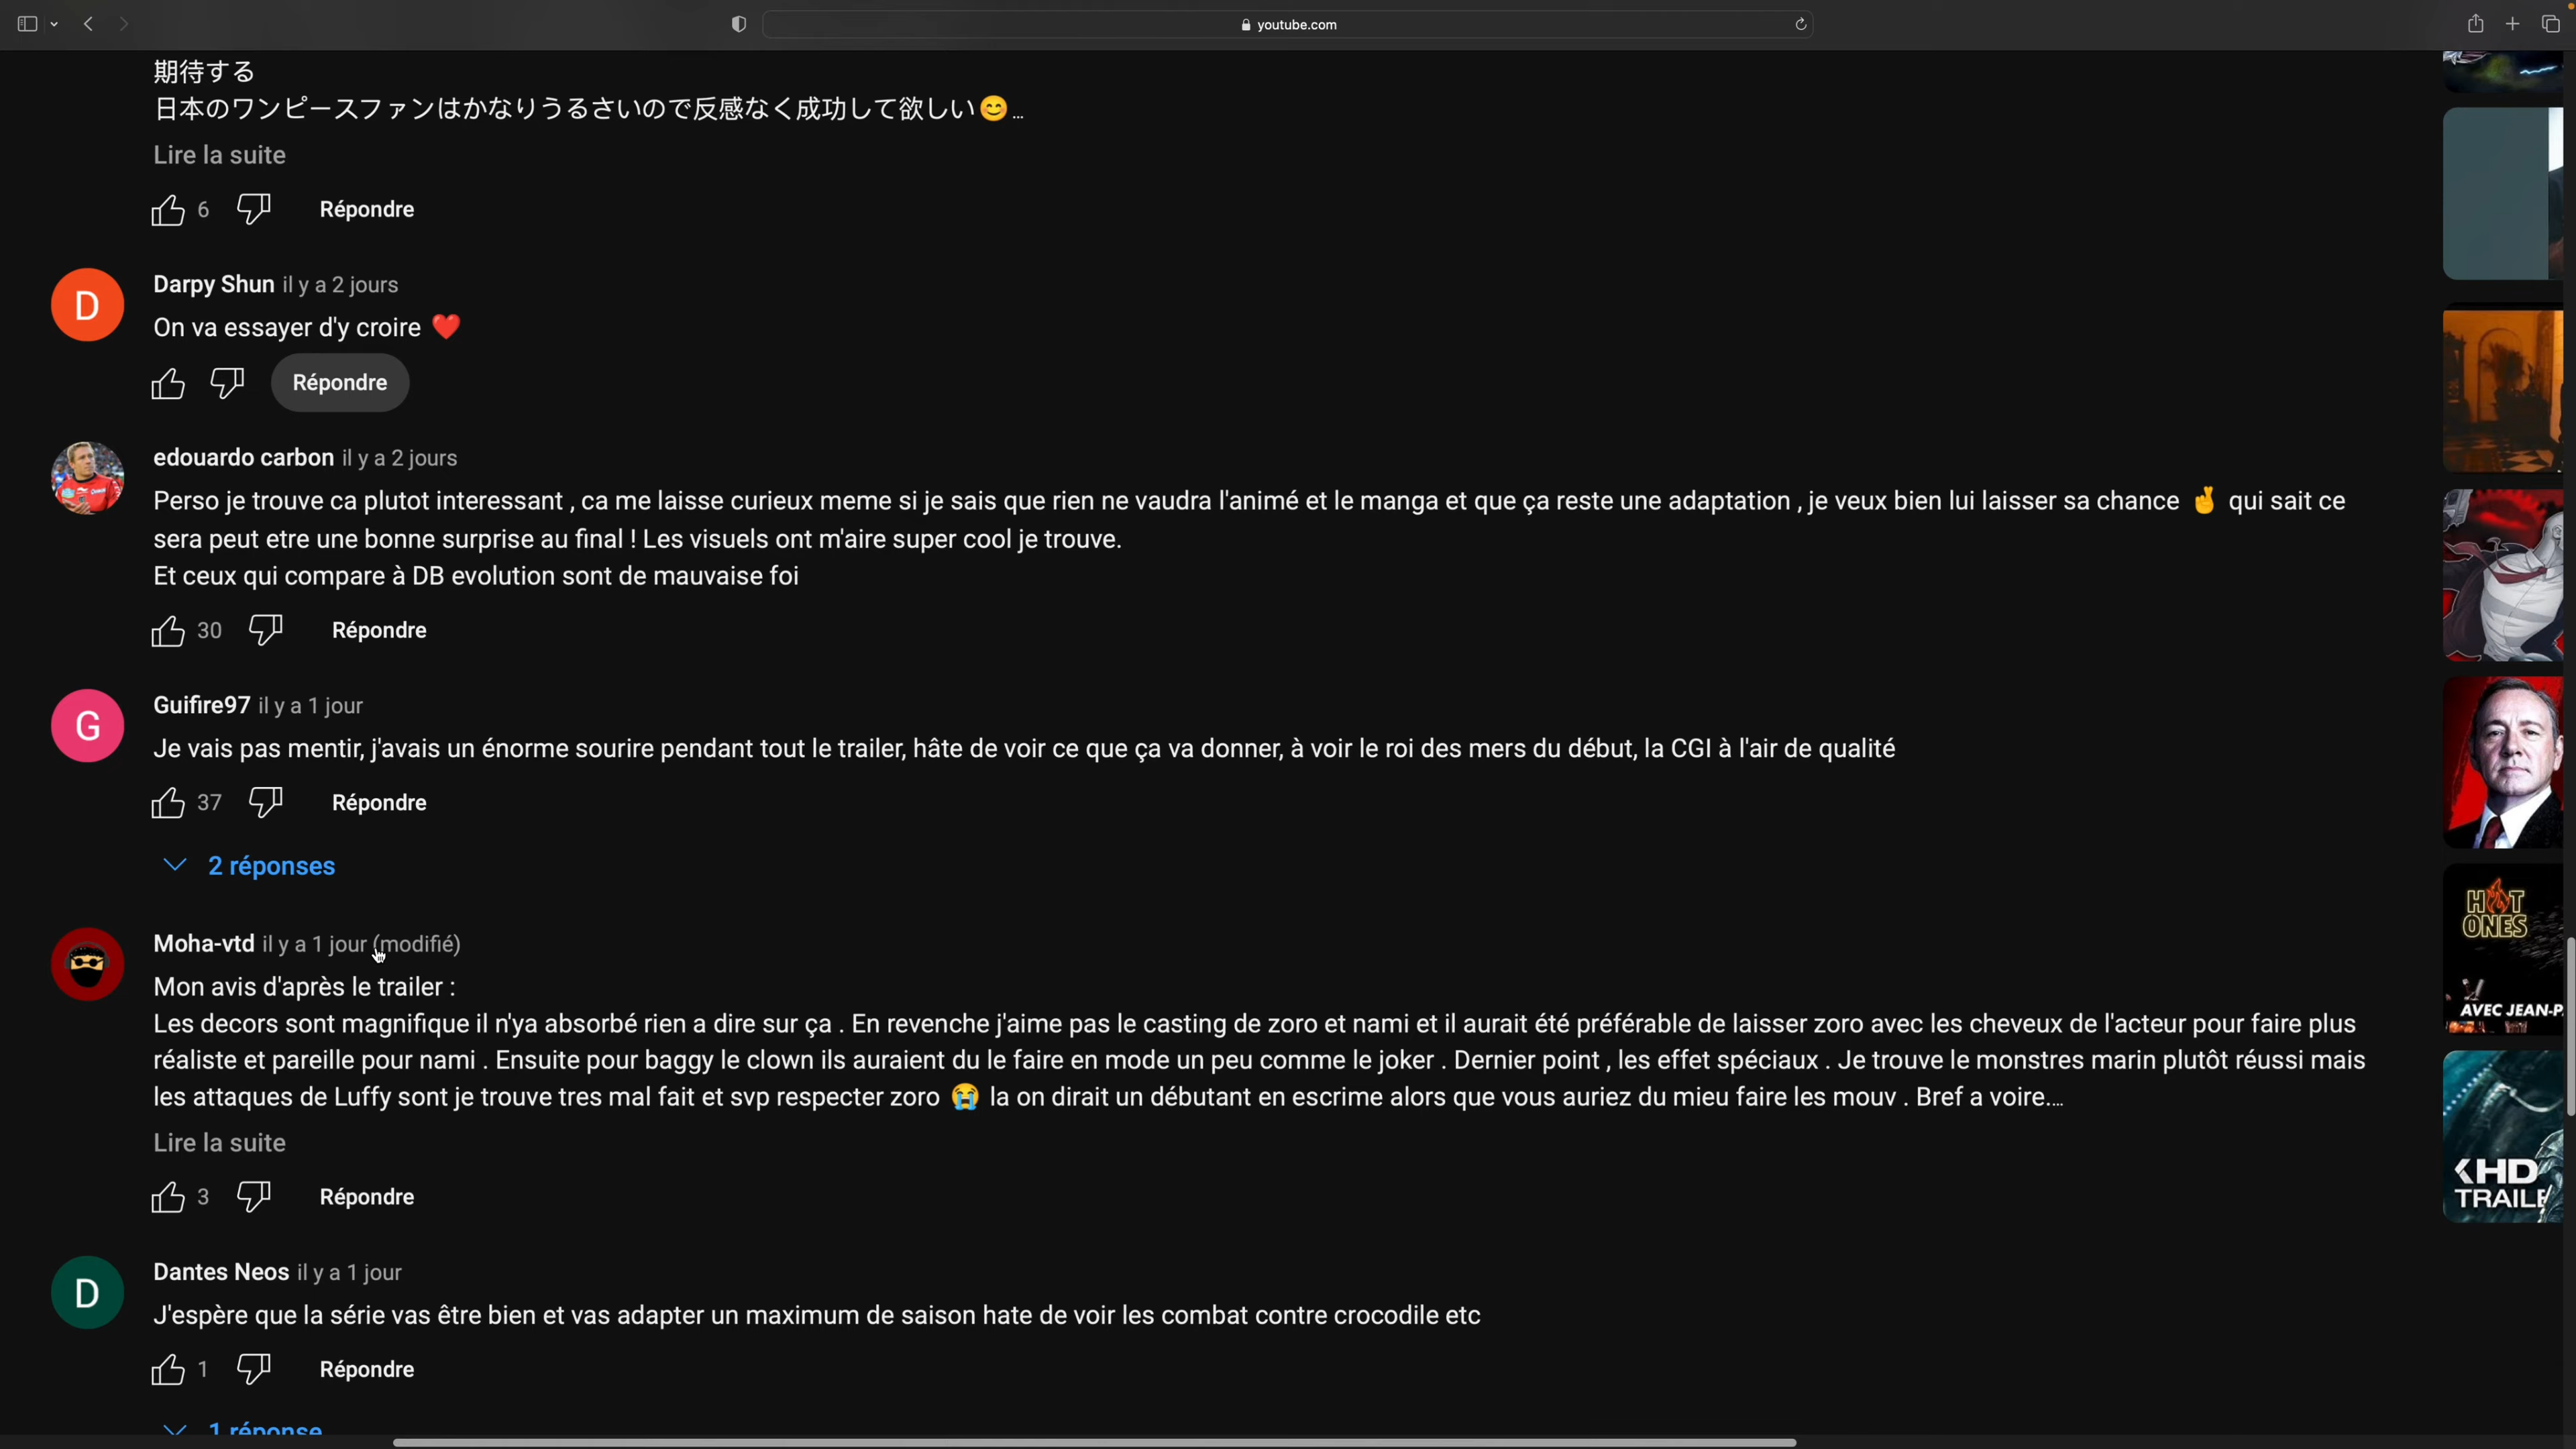 youtube.com
期待する
日本のワンピースファンはかなりうるさいので反感なく成功して欲しい😊...
Lire la suite
6 Répondre
D
Darpy Shun il y a 2 jours
On va essayer d'y croire ❤️
Répondre
edouardo carbon il y a 2 jours
Perso je trouve ca plutot interessant , ca me laisse curieux meme si je sais que rien ne vaudra l'animé et le manga et que ça reste une adaptation , je veux bien lui laisser sa chance 🤞 qui sait ce
sera peut etre une bonne surprise au final ! Les visuels ont m'aire super cool je trouve.
Et ceux qui compare à DB evolution sont de mauvaise foi
30 Répondre
G
Guifire97 il y a 1 jour
Je vais pas mentir, j'avais un énorme sourire pendant tout le trailer, hâte de voir ce que ça va donner, à voir le roi des mers du début, la CGI à l'air de qualité
37 Répondre
2 réponses
Moha-vtd il y a 1 jour (modifié)
Mon avis d'après le trailer :
Les decors sont magnifique il n'ya absorbé rien a dire sur ça . En revenche j'aime pas le casting de zoro et nami et il aurait été préférable de laisser zoro avec les cheveux de l'acteur pour faire plus
réaliste et pareille pour nami . Ensuite pour baggy le clown ils auraient du le faire en mode un peu comme le joker . Dernier point , les effet spéciaux . Je trouve le monstres marin plutôt réussi mais
les attaques de Luffy sont je trouve tres mal fait et svp respecter zoro 😭 la on dirait un débutant en escrime alors que vous auriez du mieu faire les mouv . Bref a voire....
Lire la suite
3 Répondre
D
Dantes Neos il y a 1 jour
J'espère que la série vas être bien et vas adapter un maximum de saison hate de voir les combat contre crocodile etc
1 Répondre
1 réponse
HOT
ONES
AVEC JEAN-P
KHD
TRAILE